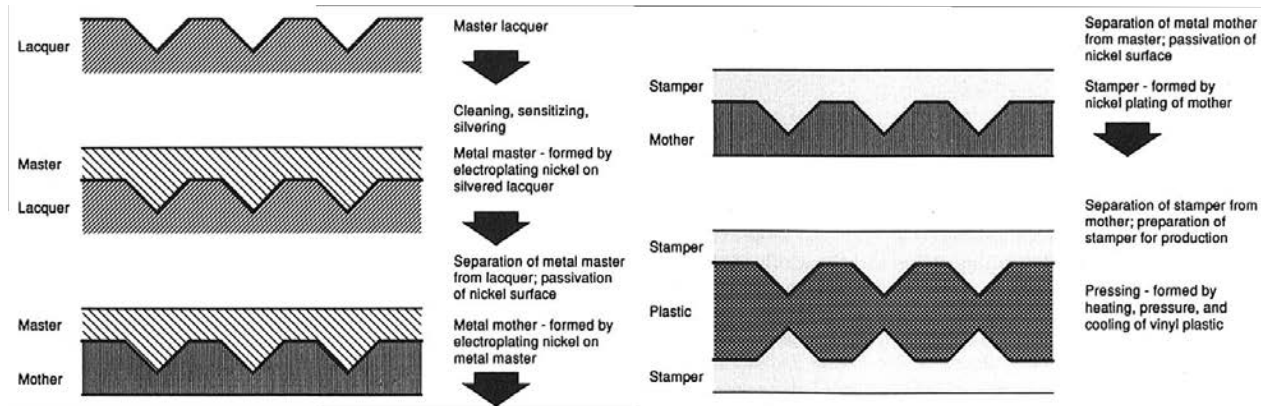 Lacquer
Master lacquer
Cleaning, sensitizing,
silvering
Master
Lacquer
Metal master - formed by
electroplating nickel on
silvered lacquer
Separation of metal master
from lacquer; passivation
of nickel surface
Master
Mother
Metal mother - formed by
electroplating nickel on
metal master
Separation of metal mother
from master; passivation of
nickel surface
Stamper
Mother
Stamper - formed by
nickel plating of mother
Separation of stamper from
mother; preparation of
stamper for production
Stamper
Plastic
Stamper
Pressing - formed by
heating, pressure, and
cooling of vinyl plastic